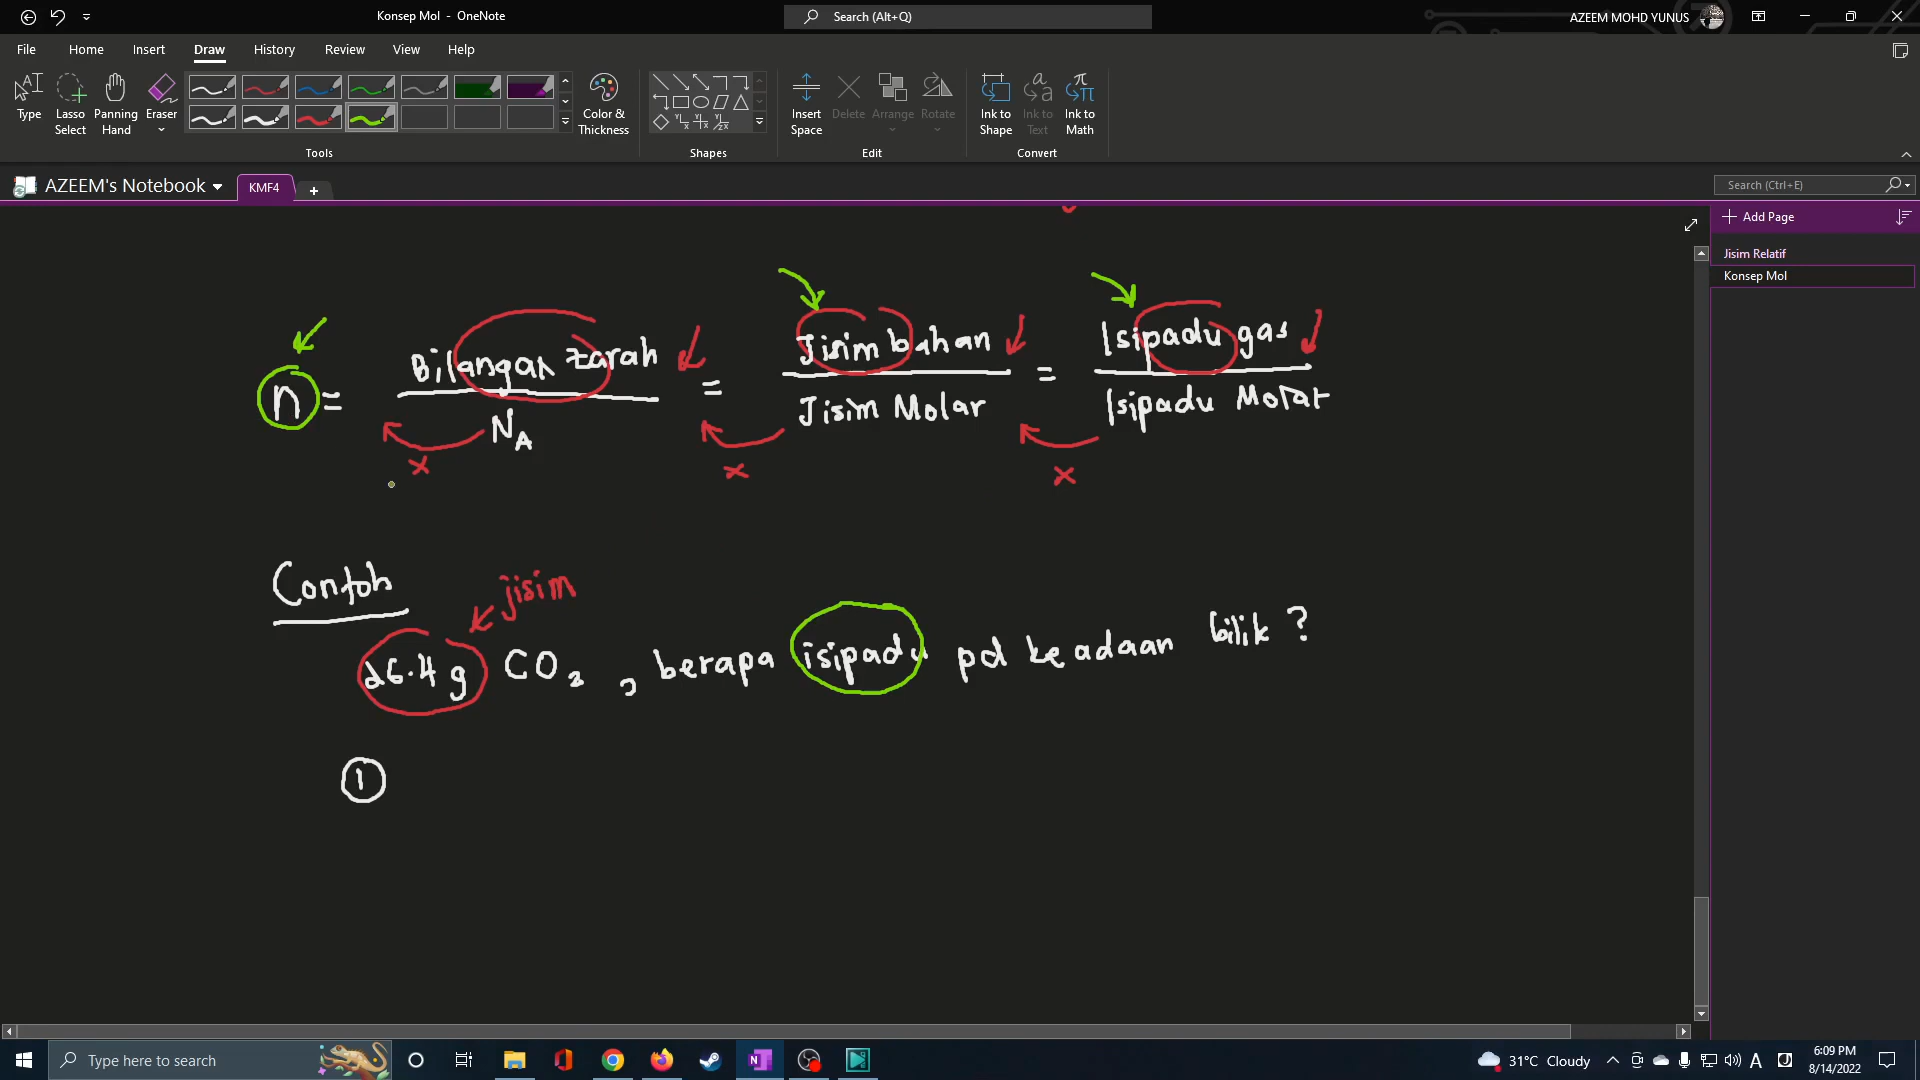 Konsep Mol - OneNote
Search (Alt+Q)
AZEEM MOHD YUNUS
File Home Insert Draw History Review View Help
Type
Lasso Select
Panning Hand
Eraser
Color & Thickness
Insert Space
Delete
Arrange
Rotate
Ink to Shape
Ink to Text
Ink to Math
Tools
Shapes
Edit
Convert
AZEEM's Notebook
KMF4
Search (Ctrl+E)
Add Page
Jisim Relatif
Konsep Mol
n = Bilangan zarah / NA = Jisim bahan / Jisim Molar = Isipadu gas / Isipadu Molar
x x x
Contoh
jisim
26.4 g CO2, berapa isipadu pd keadaan bilik?
1
Type here to search
31°C Cloudy
6:09 PM
8/14/2022